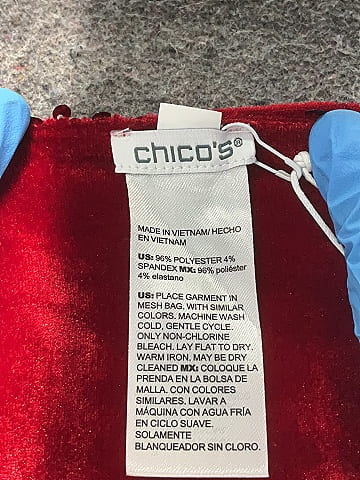 chico's®
MADE IN VIETNAM/ HECHO
EN VIETNAM
US: 96% POLYESTER 4%
SPANDEX MX: 96% poliéster
4% elastano
US: PLACE GARMENT IN
MESH BAG. WITH SIMILAR
COLORS. MACHINE WASH
COLD, GENTLE CYCLE.
ONLY NON-CHLORINE
BLEACH. LAY FLAT TO DRY.
WARM IRON. MAY BE DRY
CLEANED MX: COLOQUE LA
PRENDA EN LA BOLSA DE
MALLA. CON COLORES
SIMILARES. LAVAR A
MÁQUINA CON AGUA FRÍA
EN CICLO SUAVE.
SOLAMENTE
BLANQUEADOR SIN CLORO.